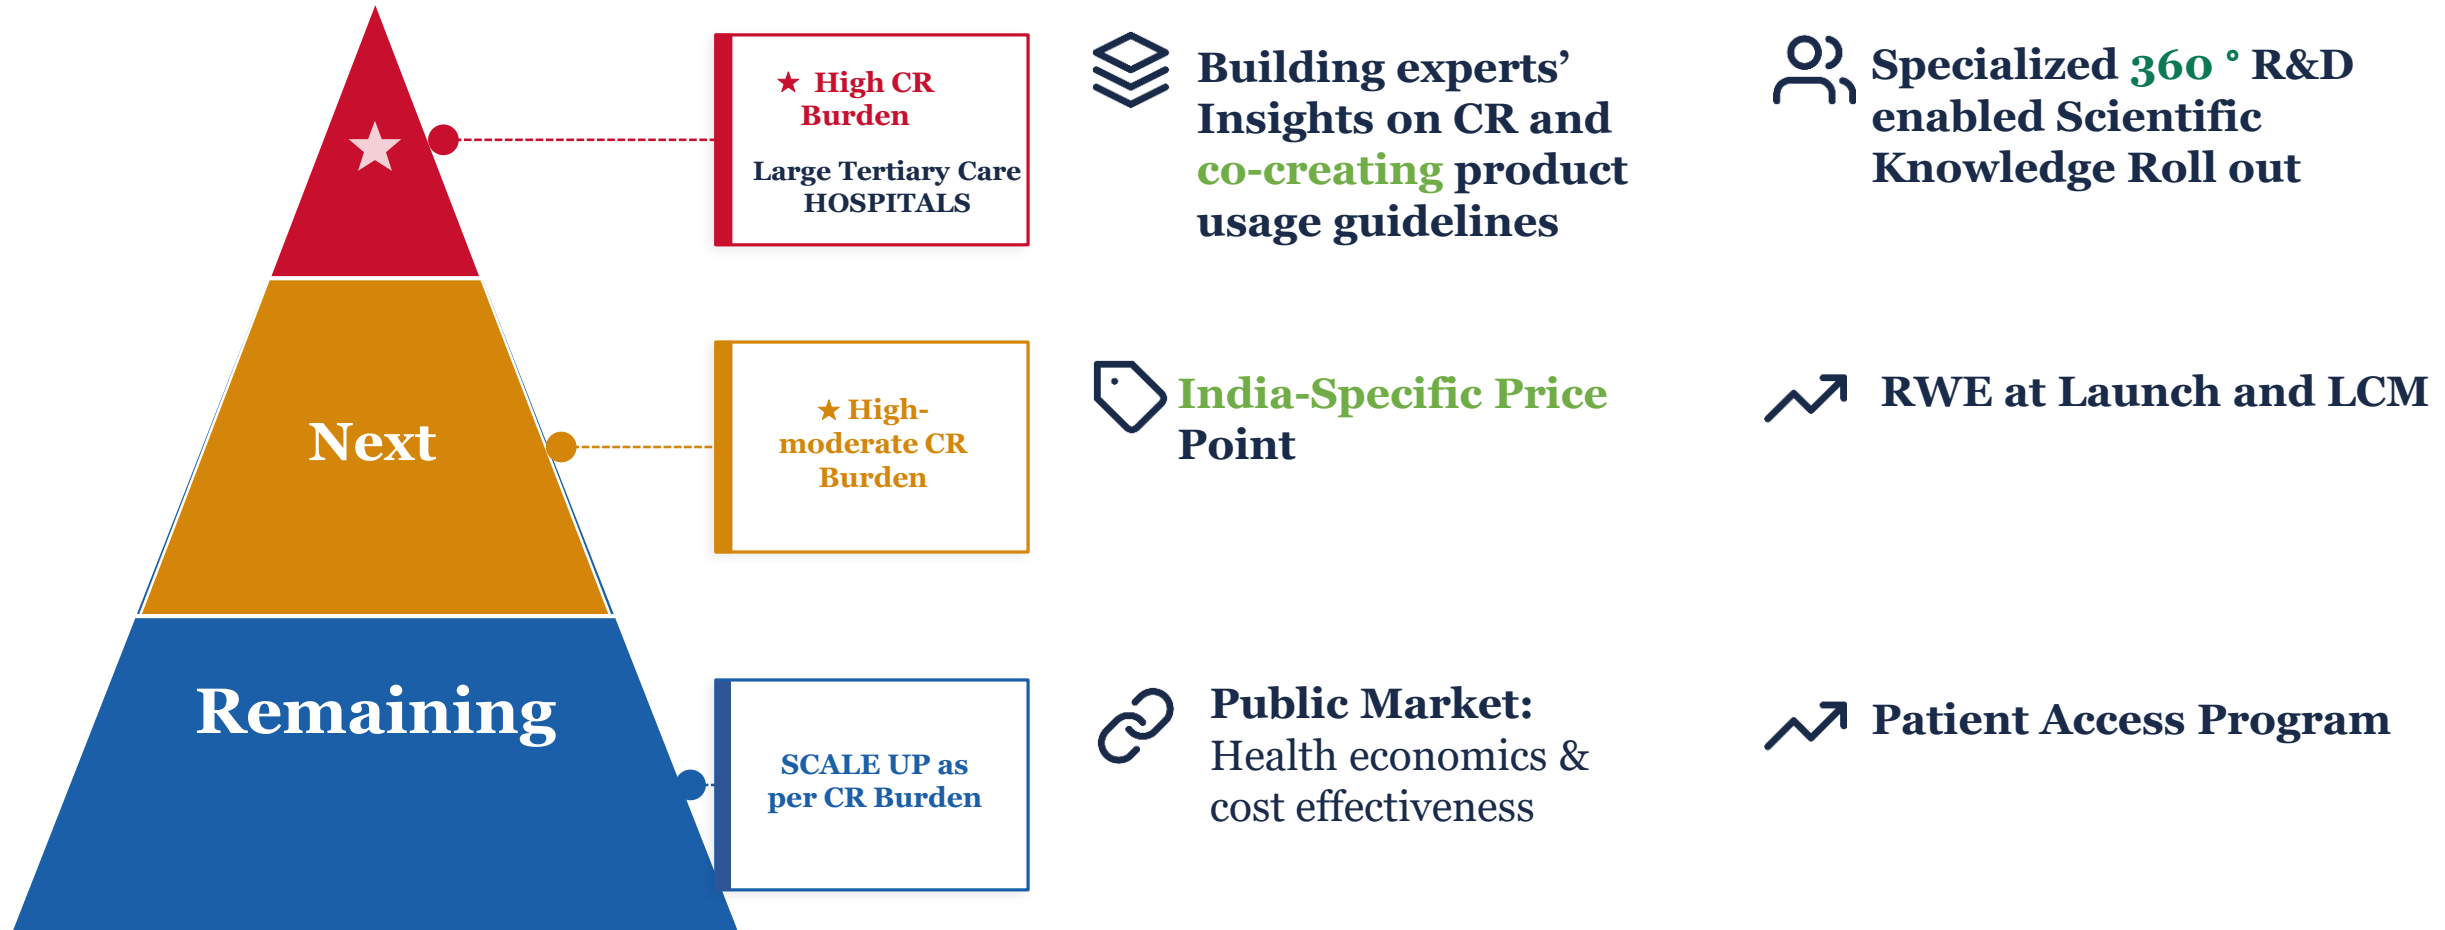 ★ High CR
Burden
Large Tertiary Care
HOSPITALS
Building experts’
Insights on CR and
co-creating product
usage guidelines
Specialized 360 ° R&D
enabled Scientific
Knowledge Roll out
Next
★ High-
moderate CR
Burden
India-Specific Price
Point
RWE at Launch and LCM
Remaining
SCALE UP as
per CR Burden
Public Market:
Health economics &
cost effectiveness
Patient Access Program